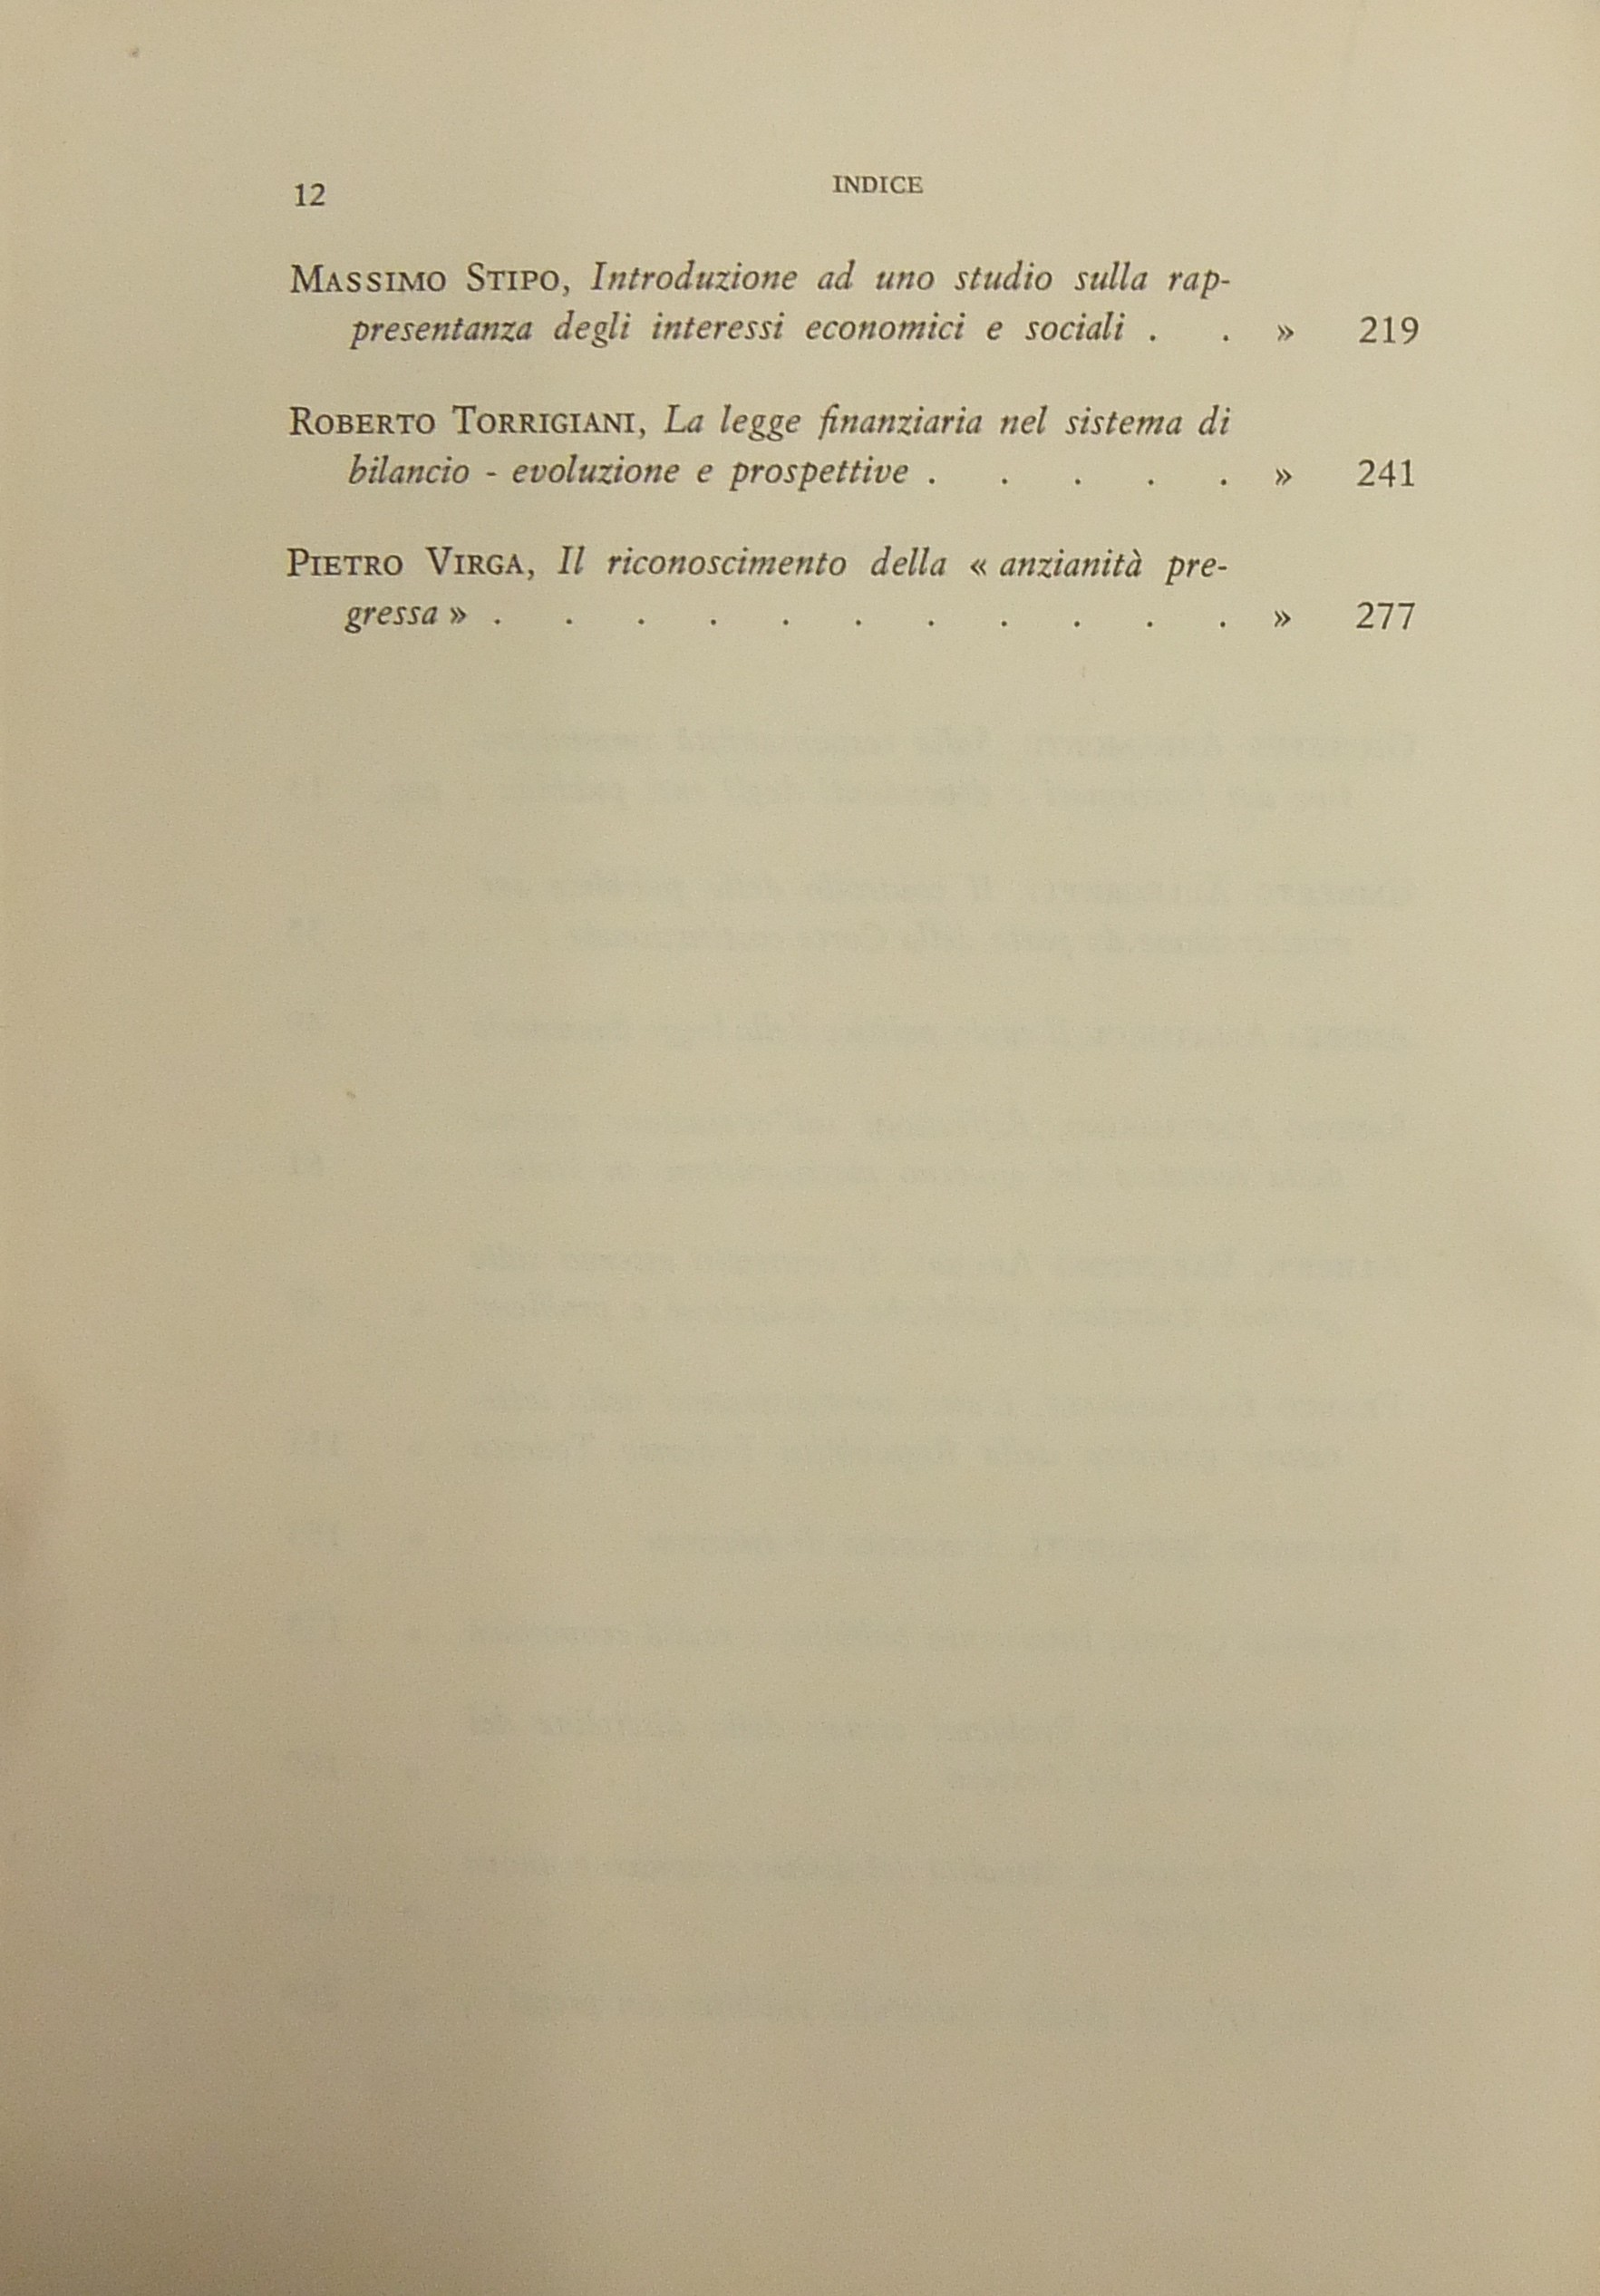 12 INDICE
MASSIMO STIPO, Introduzione ad uno studio sulla rap-
presentanza degli interessi economici e sociali . . » 219
ROBERTO TORRIGIANI, La legge finanziaria nel sistema di
bilancio - evoluzione e prospettive . . . . . » 241
PIETRO VIRGA, Il riconoscimento della « anzianità pre-
gressa » . . . . . . . . . . . » 277